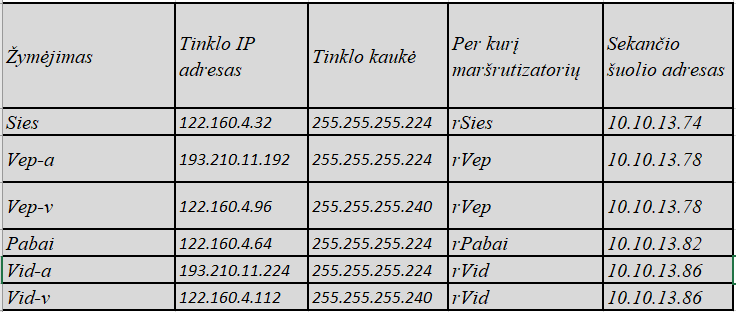 Žymėjimas Tinklo IP adresas Tinklo kaukė Per kurį maršrutizatorių Sekančio šuolio adresas
Sies 122.160.4.32 255.255.255.224 rSies 10.10.13.74
Vep-a 193.210.11.192 255.255.255.224 rVep 10.10.13.78
Vep-v 122.160.4.96 255.255.255.240 rVep 10.10.13.78
Pabai 122.160.4.64 255.255.255.224 rPabai 10.10.13.82
Vid-a 193.210.11.224 255.255.255.224 rVid 10.10.13.86
Vid-v 122.160.4.112 255.255.255.240 rVid 10.10.13.86